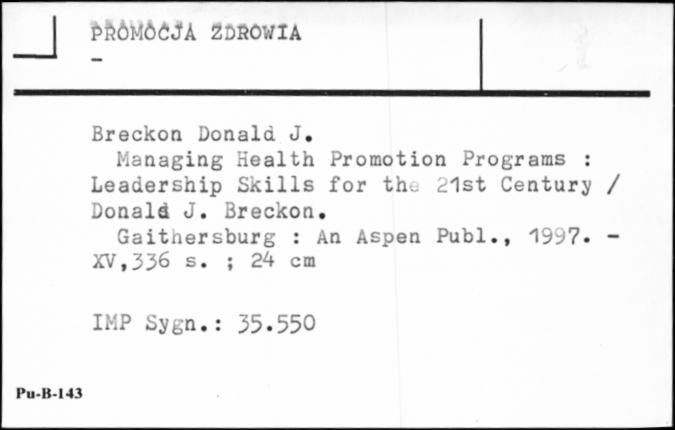 PROMOCJA ZDROWIA
-
Breckon Donald J.
Managing Health Promotion Programs :
Leadership Skills for the 21st Century /
Donald J. Breckon.
Gaithersburg : An Aspen Publ., 1997. -
XV,336 s. ; 24 cm
IMP Sygn.: 35.550
Pu-B-143